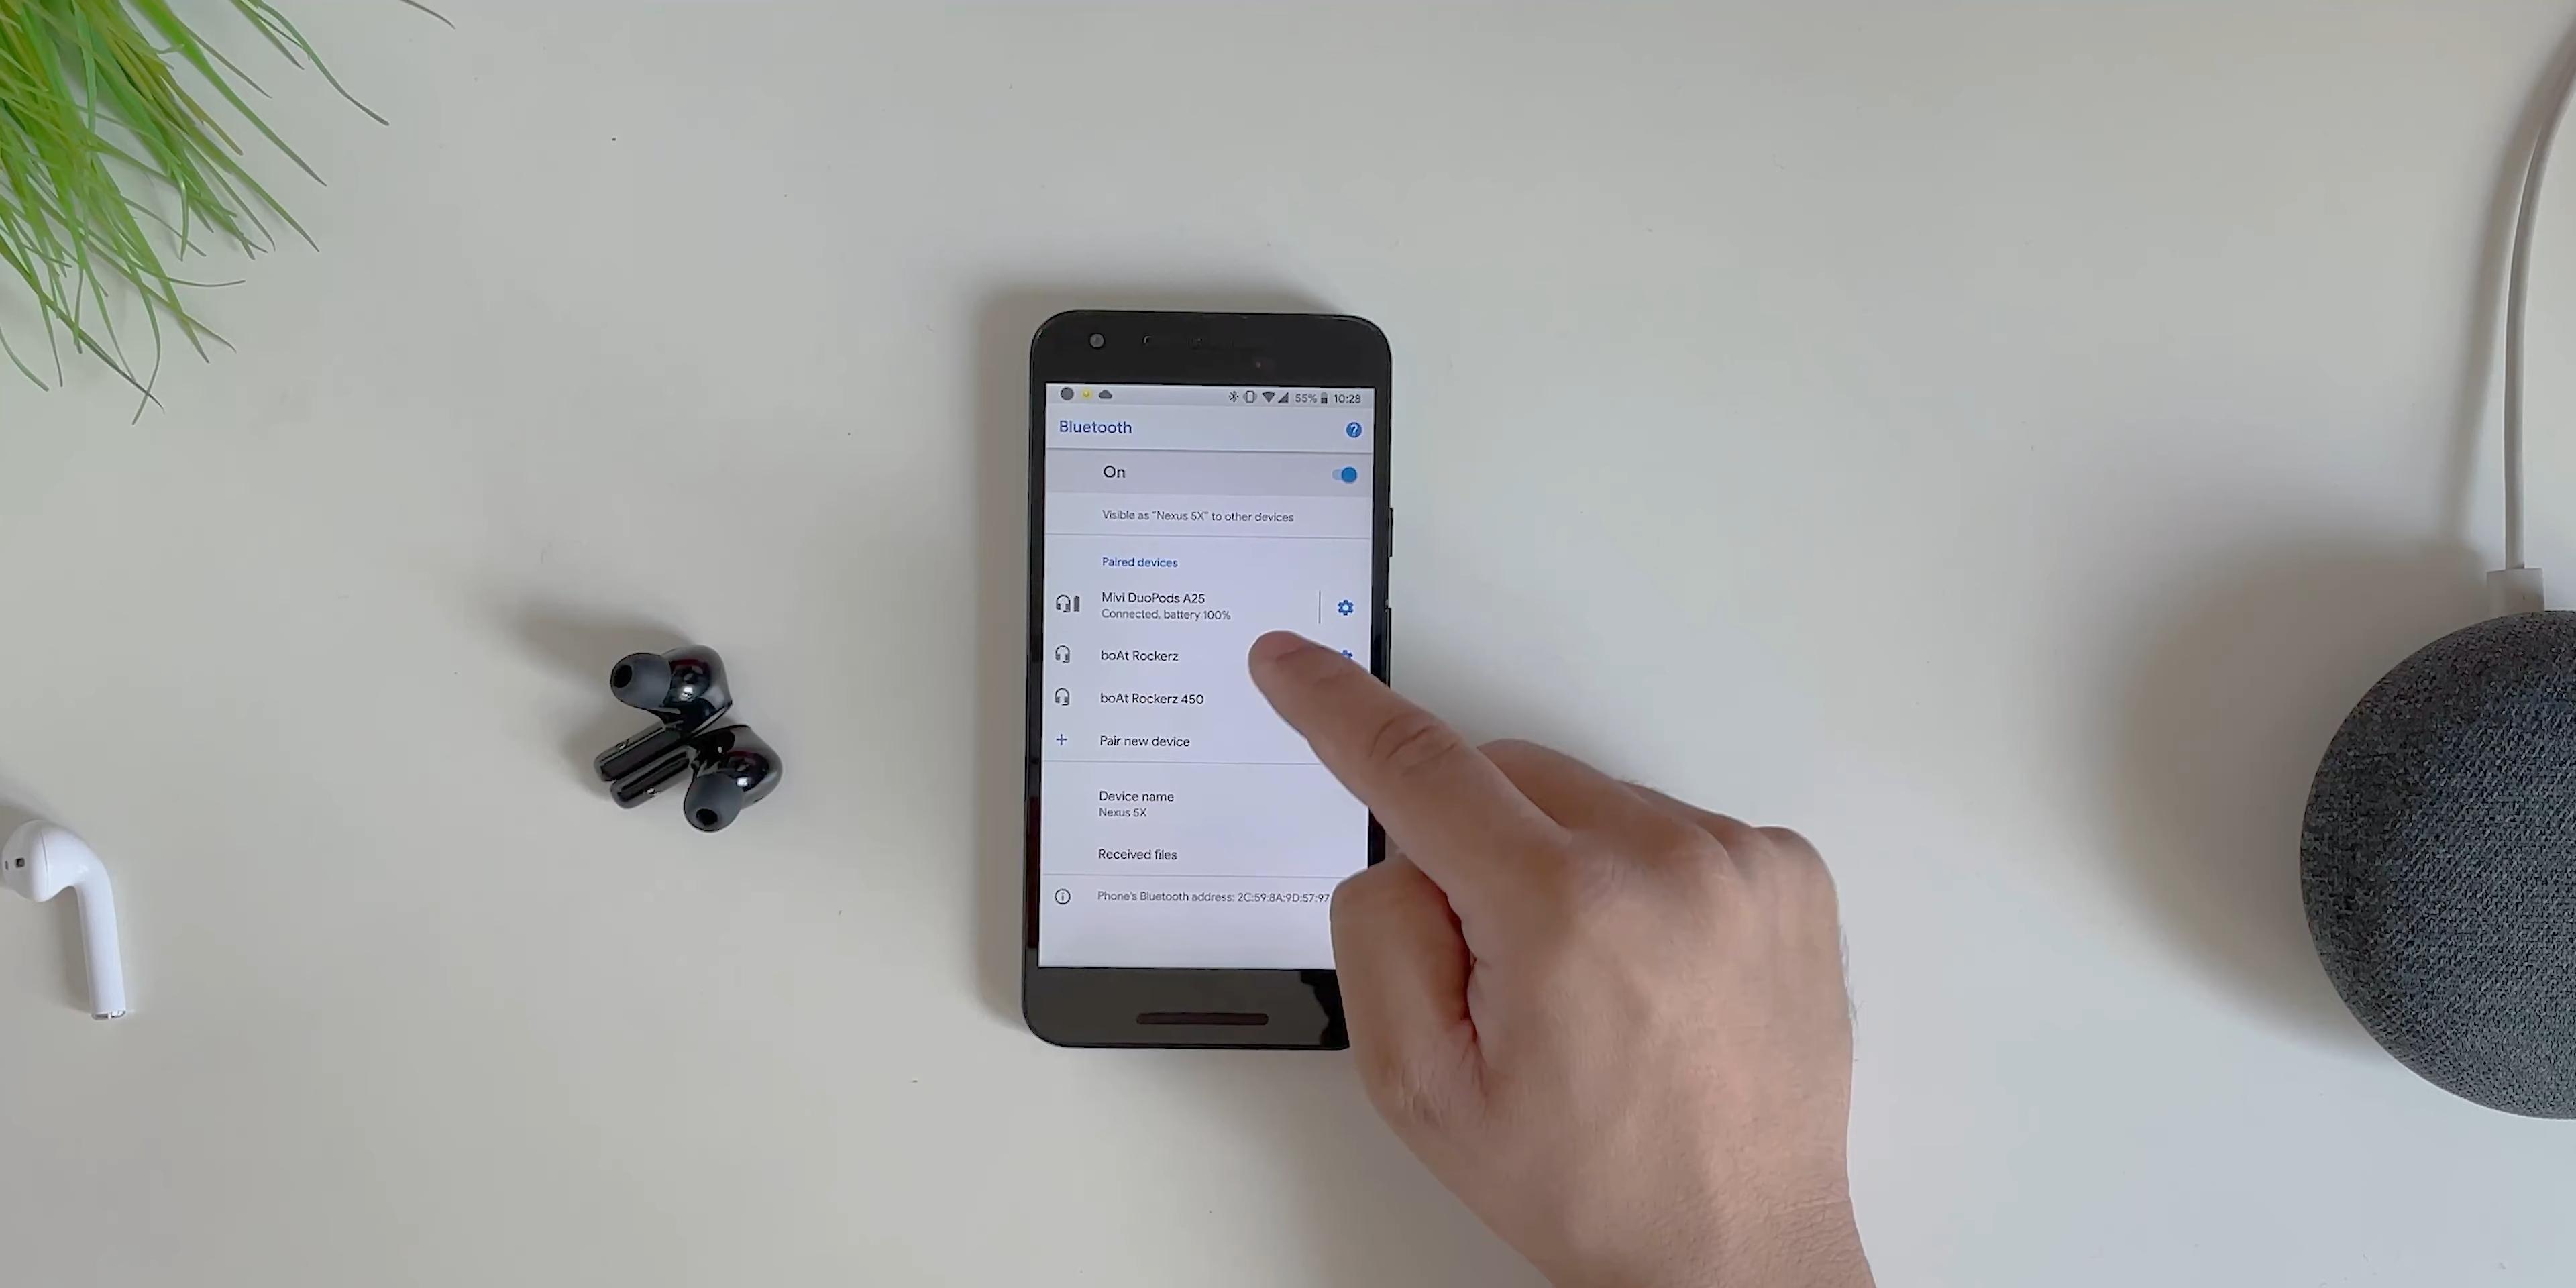 55% 10:28
Bluetooth
?
On
Visible as "Nexus 5X" to other devices
Paired devices
Mivi DuoPods A25
Connected, battery 100%
boAt Rockerz
boAt Rockerz 450
+ Pair new device
Device name
Nexus 5X
Received files
Phone's Bluetooth address: 2C:59:8A:9D:57:97